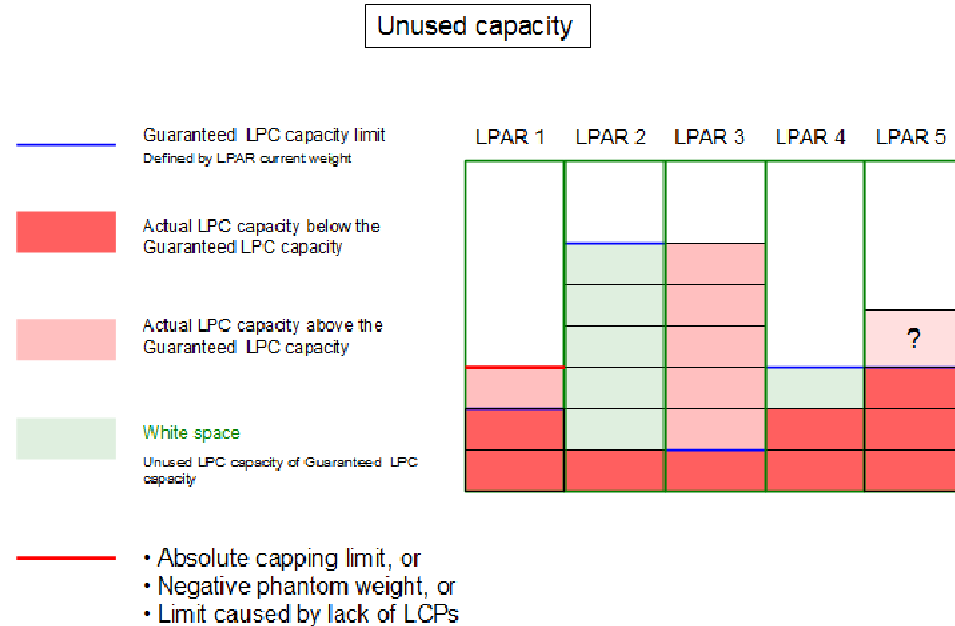 Unused capacity
Guaranteed LPC capacity limit
Defined by LPAR current weight
LPAR 1 LPAR 2 LPAR 3 LPAR 4 LPAR 5
Actual LPC capacity below the
Guaranteed LPC capacity
Actual LPC capacity above the
Guaranteed LPC capacity
?
White space
Unused LPC capacity of Guaranteed LPC
capacity
• Absolute capping limit, or
• Negative phantom weight, or
• Limit caused by lack of LCPs